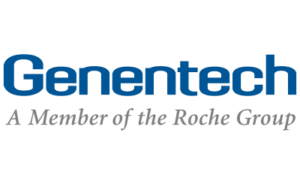 Genentech
A Member of the Roche Group